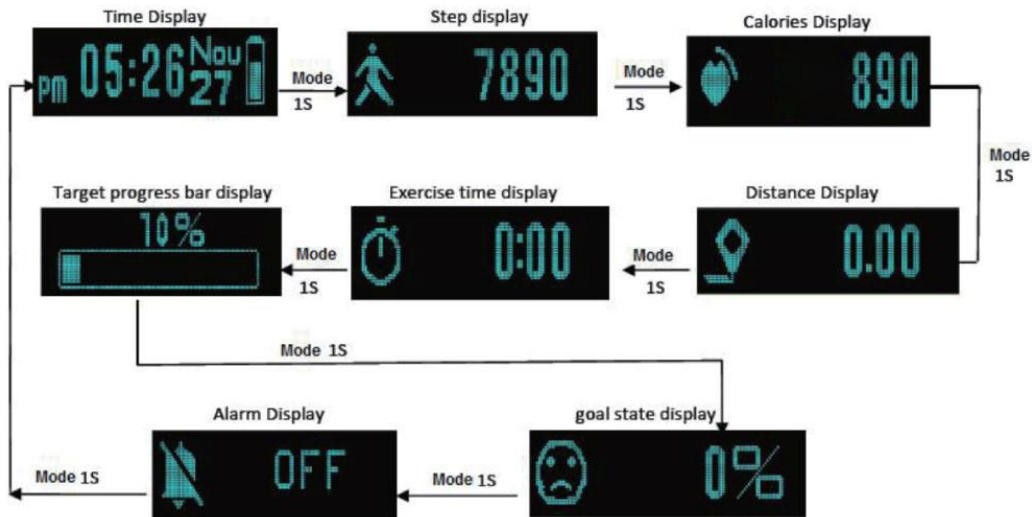 Time Display
pm 05:26 Nov 27
Mode 1S
Step display
7890
Mode 1S
Calories Display
890
Mode 1S
Distance Display
0.00
Mode 1S
Exercise time display
0:00
Mode 1S
Target progress bar display
10%
Mode 1S
goal state display
0%
Mode 1S
Alarm Display
OFF
Mode 1S